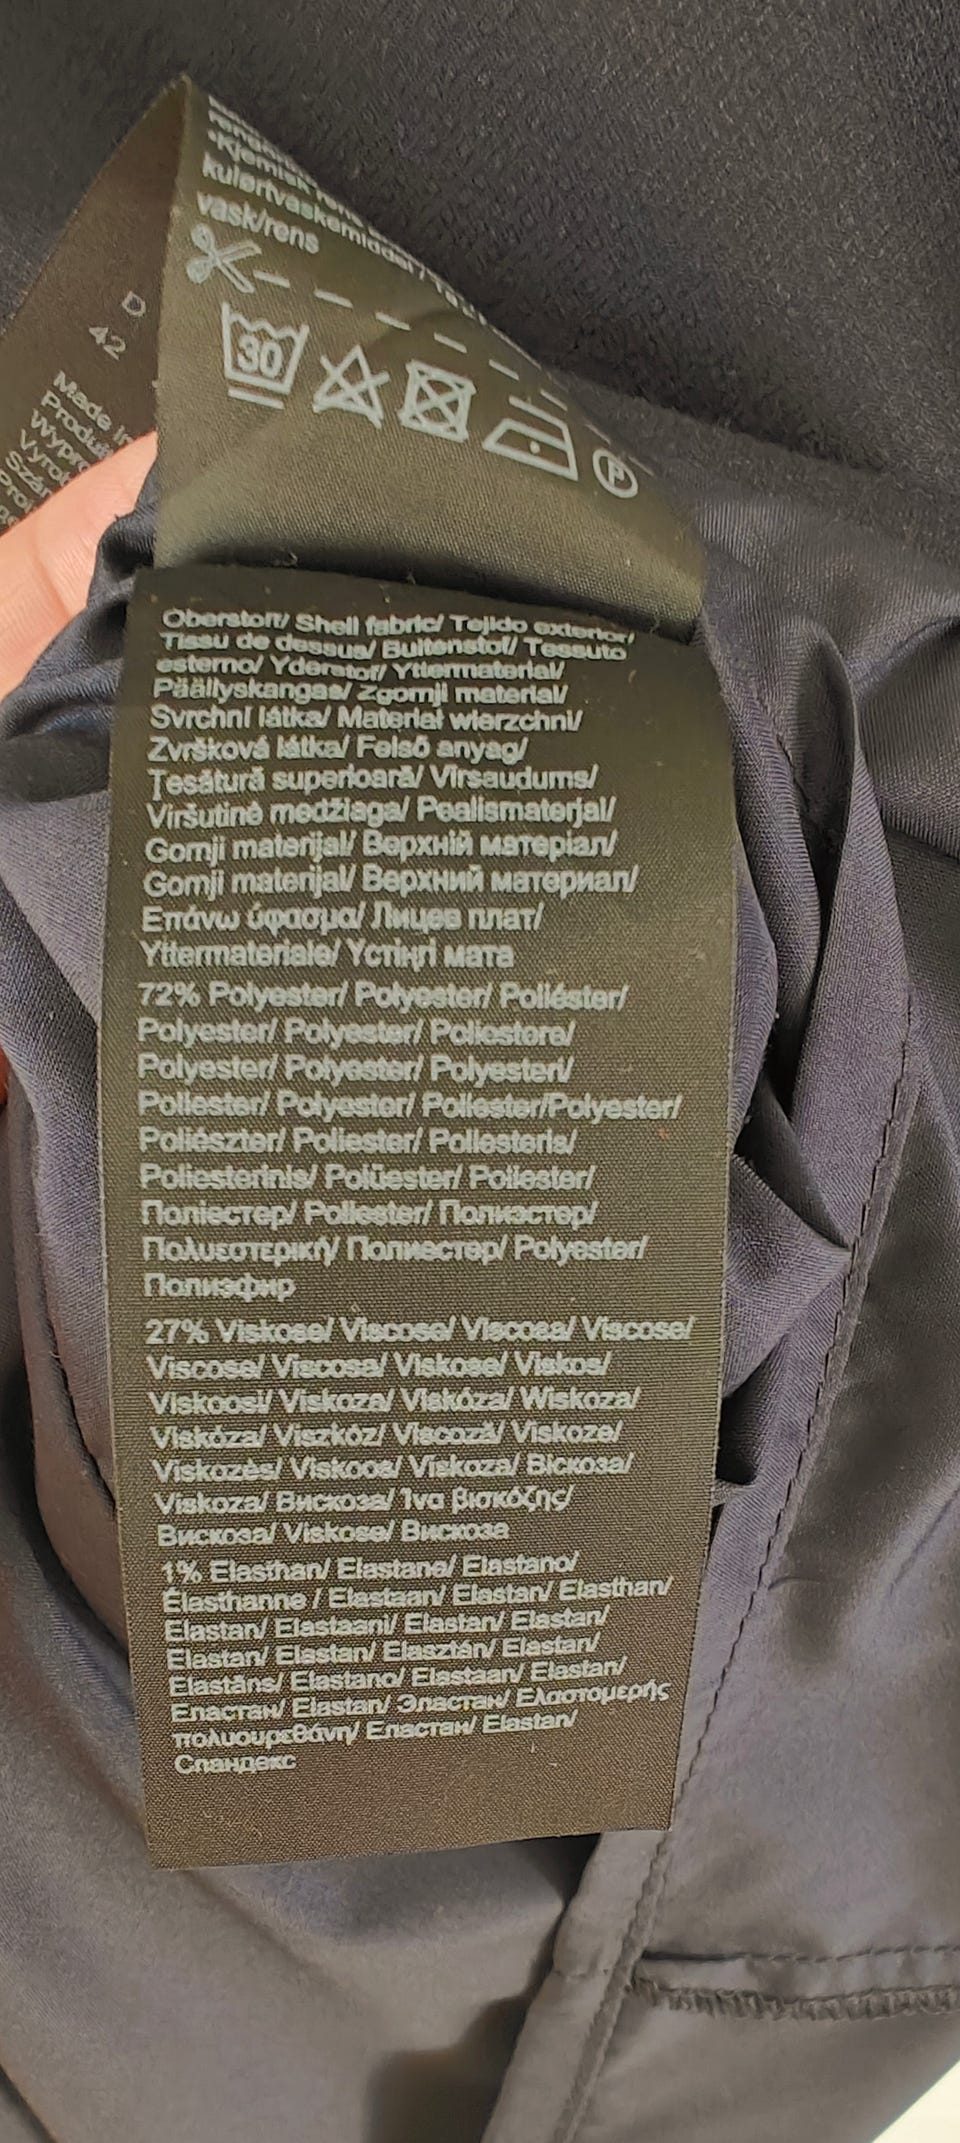 •Kjemisk rens
kulørtvaskemiddel /
vask/rens
30
P
D
42
Made in
Oberstoff/ Shell fabric/ Tejido exterior/
Tissu de dessus/ Buitenstof/ Tessuto
esterno/ Yderstof/ Yttermaterial/
Päällyskangas/ Zgornji material/
Svrchní látka/ Materiał wierzchni/
Zvršková látka/ Felső anyag/
Țesătură superioară/ Virsaudums/
Viršutinė medžiaga/ Pealismaterjal/
Gornji materijal/ Верхній матеріал/
Gornji materijal/ Верхний материал/
Επάνω ύφασμα/ Лицев плат/
Yttermateriale/ Үстіңгі мата
72% Polyester/ Polyester/ Poliéster/
Polyester/ Polyester/ Poliestere/
Polyester/ Polyester/ Polyesteri/
Poliester/ Polyester/ Poliester/Polyester/
Poliészter/ Poliester/ Poliesteris/
Poliesterinis/ Polüester/ Poliester/
Поліестер/ Poliester/ Полиэстер/
Πολυεστερική/ Полиестер/ Polyester/
Полиэфир
27% Viskose/ Viscose/ Viscosa/ Viscose/
Viscose/ Viscosa/ Viskose/ Viskos/
Viskoosi/ Viskoza/ Viskóza/ Wiskoza/
Viskóza/ Viszkóz/ Viscoză/ Viskoze/
Viskozės/ Viskoos/ Viskoza/ Віскоза/
Viskoza/ Вискоза/ Ίνα βισκόζης/
Вискоза/ Viskose/ Вискоза
1% Elasthan/ Elastane/ Elastano/
Élasthanne / Elastaan/ Elastan/ Elasthan/
Elastan/ Elastaani/ Elastan/ Elastan/
Elastan/ Elastan/ Elasztán/ Elastan/
Elastāns/ Elastano/ Elastaan/ Elastan/
Еластан/ Elastan/ Эластан/ Ελαστομερής
πολυουρεθάνη/ Еластан/ Elastan/
Спандекс